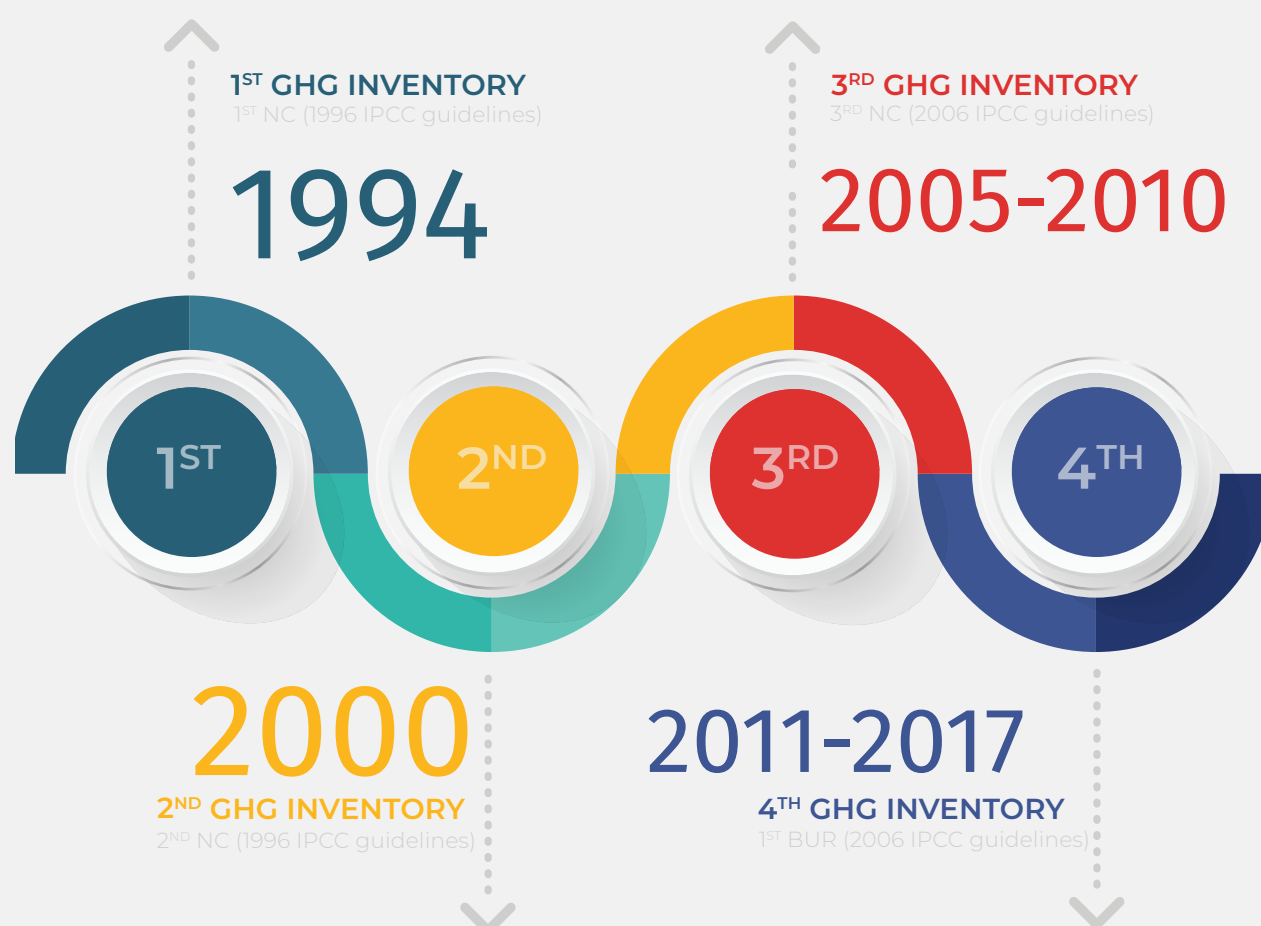 1ST GHG INVENTORY
1ST NC (1996 IPCC guidelines)
1994
3RD GHG INVENTORY
3RD NC (2006 IPCC guidelines)
2005-2010
1ST
2ND
3RD
4TH
2000
2ND GHG INVENTORY
2ND NC (1996 IPCC guidelines)
2011-2017
4TH GHG INVENTORY
1ST BUR (2006 IPCC guidelines)